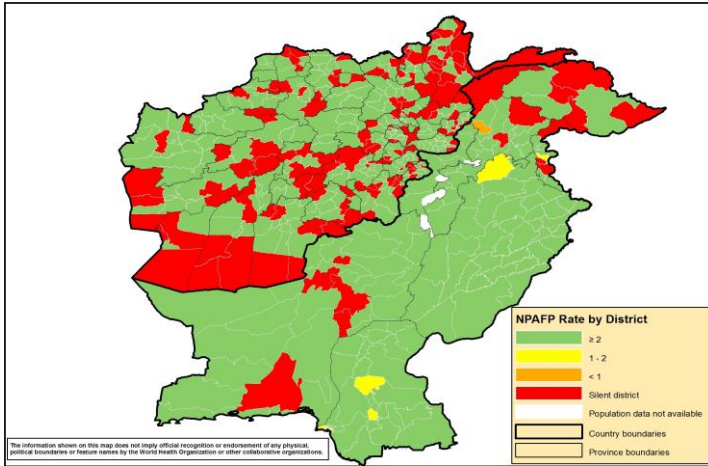 NPAFP Rate by District
≥ 2
1 - 2
< 1
Silent district
Population data not available
Country boundaries
Province boundaries
The information shown on this map does not imply official recognition or endorsement of any physical,
political boundaries or feature names by the World Health Organization or other collaborative organizations.